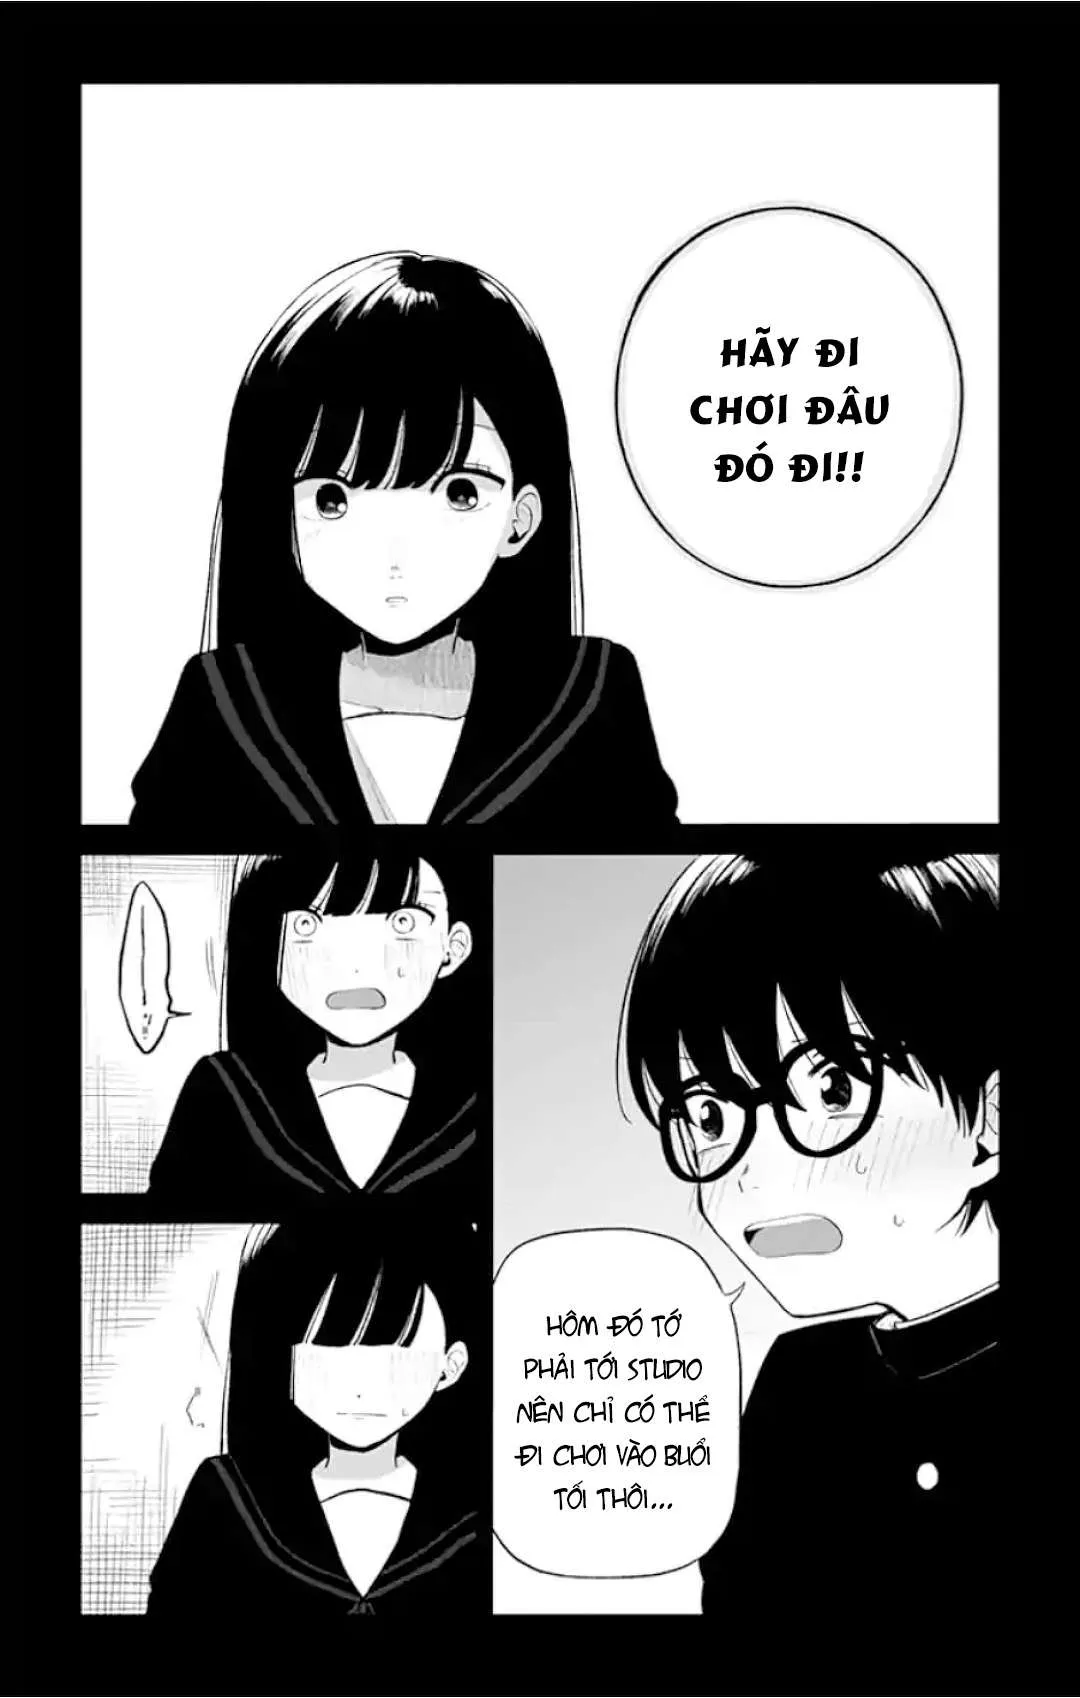 HÃY ĐI
CHƠI ĐÂU
ĐÓ ĐI!!
HÔM ĐÓ TỚ
PHẢI TỚI STUDIO
NÊN CHỈ CÓ THỂ
ĐI CHƠI VÀO BUỔI
TỐI THÔI...